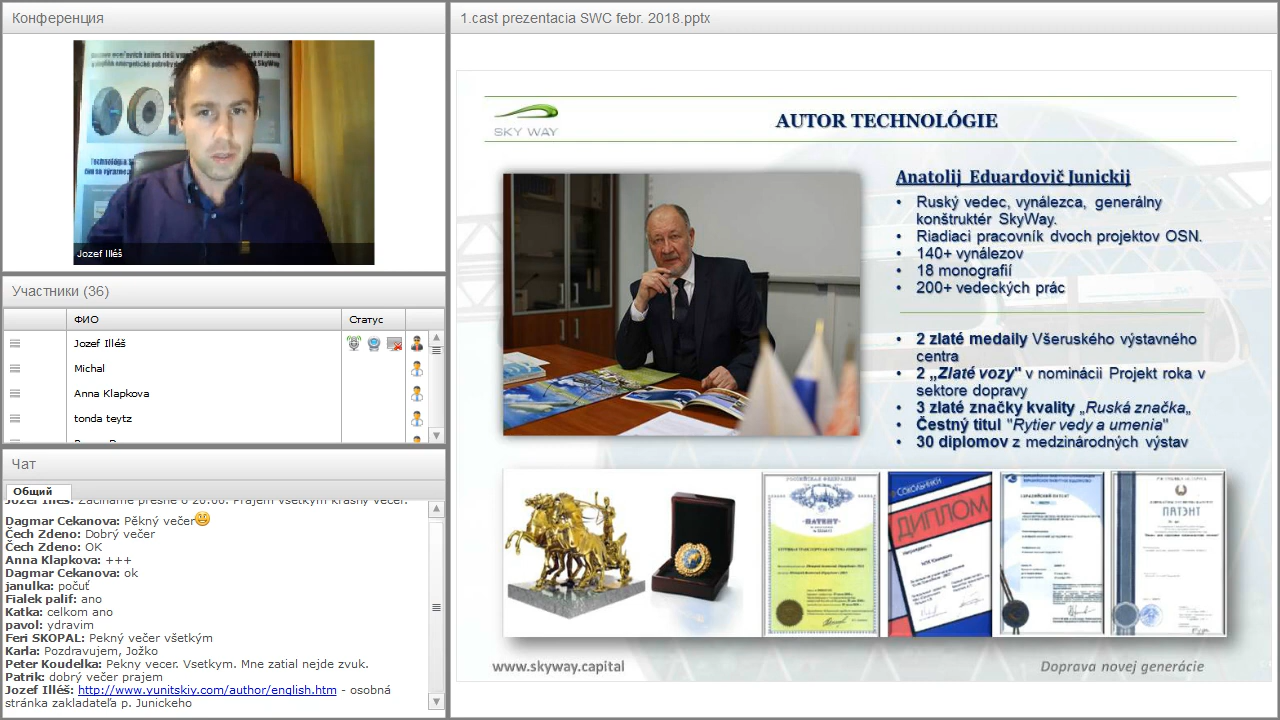 Конференция
Jozef Illéš
Участники (36)
ФИО
Статус
Jozef Illéš
Michal
Anna Klapkova
tonda teytz
Чат
Общий
Dagmar Cekanova: Pěkný večer
Čech Zdeno: Dobrý večer
Čech Zdeno: OK
Anna Klapkova: +++
Dagmar Cekanova: ok
januska: počuť
Fialek palif: ano
Katka: celkom ano
pavol: ydravim
Feri SKOPAL: Pekný večer všetkým
Karla: Pozdravujem, Jožko
Peter Koudelka: Pekny vecer. Vsetkym. Mne zatial nejde zvuk.
Patrik: dobrý večer prajem
Jozef Illéš: http://www.yunitskiy.com/author/english.htm - osobná
stránka zakladateľa p. Junického
1.cast prezentacia SWC febr. 2018.pptx
SKY WAY
AUTOR TECHNOLÓGIE
Anatolij Eduardovič Junickij
• Ruský vedec, vynálezca, generálny
konštruktér SkyWay.
• Riadiaci pracovník dvoch projektov OSN.
• 140+ vynálezov
• 18 monografií
• 200+ vedeckých prác
• 2 zlaté medaily Všeruského výstavného
centra
• 2 „Zlaté vozy" v nominácii Projekt roka v
sektore dopravy
• 3 zlaté značky kvality „Ruská značka„
• Čestný titul "Rytier vedy a umenia"
• 30 diplomov z medzinárodných výstav
РОССИЙСКАЯ ФЕДЕРАЦИЯ
ПАТЕНТ
СОКОЛЬНИКИ
ДИПЛОМ
ПАТЭНТ
www.skyway.capital
Doprava novej generácie